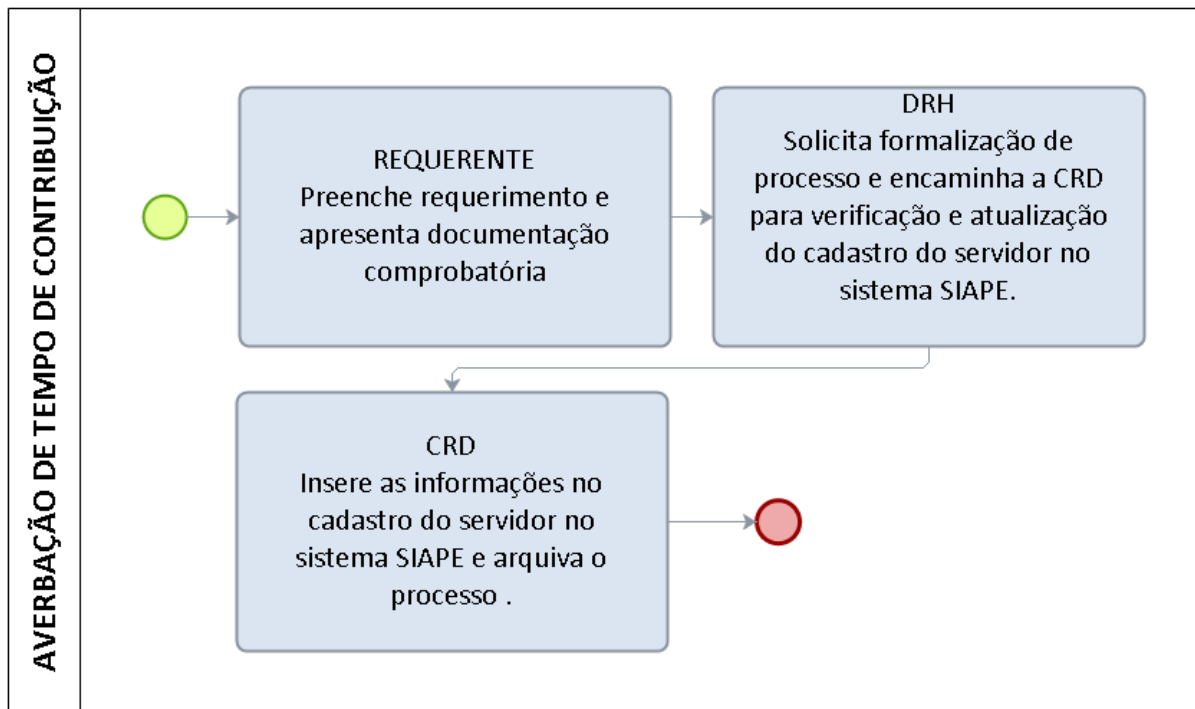 AVERBAÇÃO DE TEMPO DE CONTRIBUIÇÃO
REQUERENTE
Preenche requerimento e
apresenta documentação
comprobatória
DRH
Solicita formalização de
processo e encaminha a CRD
para verificação e atualização
do cadastro do servidor no
sistema SIAPE.
CRD
Insere as informações no
cadastro do servidor no
sistema SIAPE e arquiva o
processo .